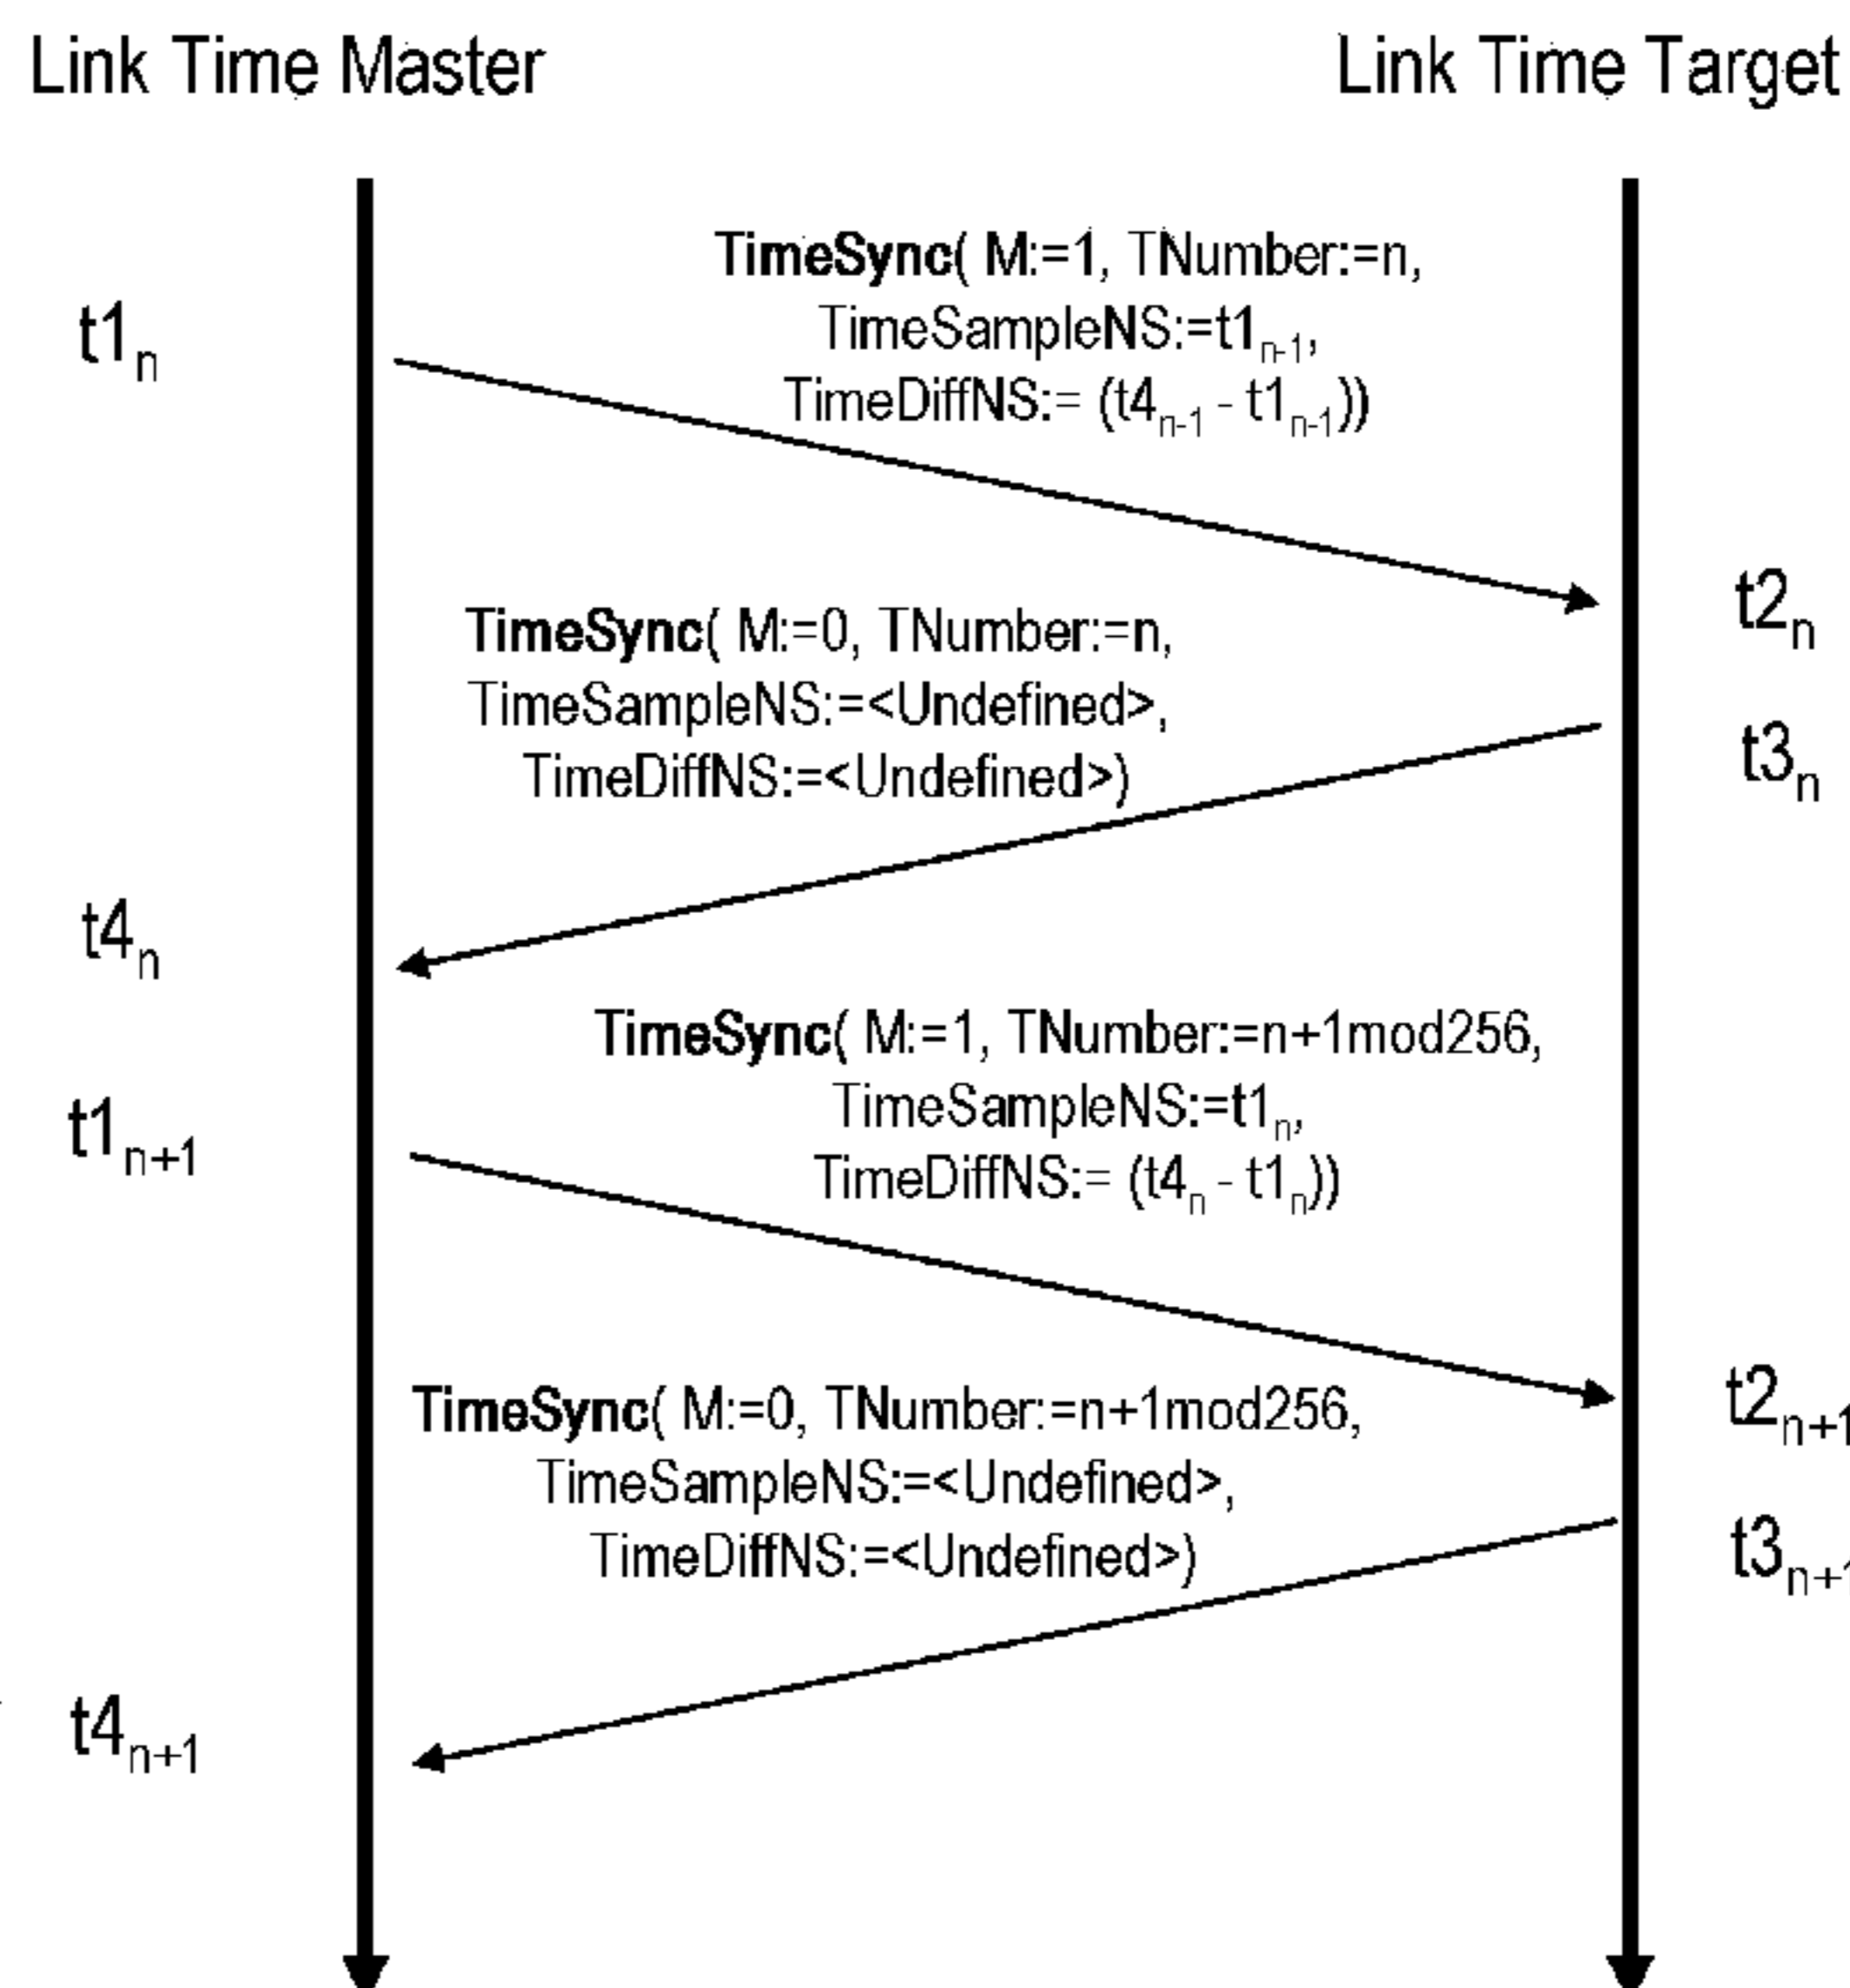 Link Time Master
Link Time Target
TimeSync( M:=1, TNumber:=n,
TimeSampleNS:=t1n-1,
TimeDiffNS:= (t4n-1 - t1n-1))
t1n
t2n
TimeSync( M:=0, TNumber:=n,
TimeSampleNS:=<Undefined>,
TimeDiffNS:=<Undefined>)
t3n
t4n
TimeSync( M:=1, TNumber:=n+1mod256,
TimeSampleNS:=t1n,
TimeDiffNS:= (t4n - t1n))
t1n+1
t2n+1
TimeSync( M:=0, TNumber:=n+1mod256,
TimeSampleNS:=<Undefined>,
TimeDiffNS:=<Undefined>)
t3n+1
t4n+1